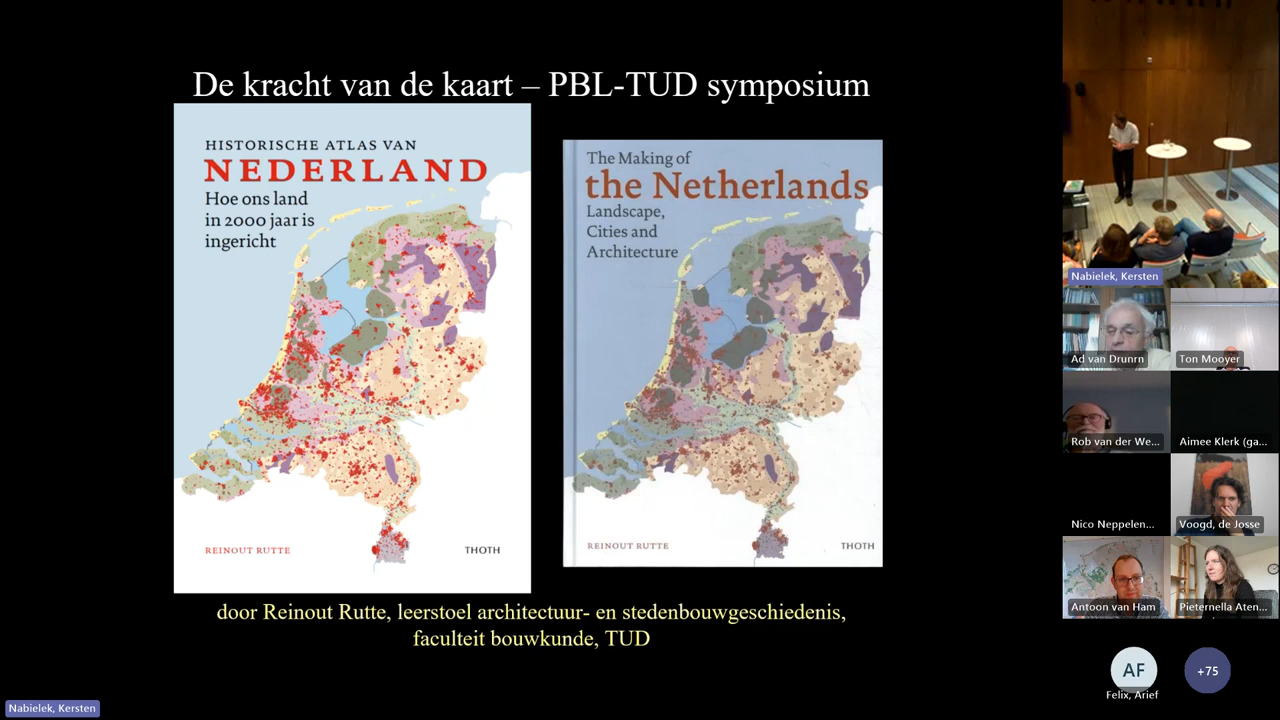 De kracht van de kaart – PBL-TUD symposium
HISTORISCHE ATLAS VAN
NEDERLAND
Hoe ons land
in 2000 jaar is
ingericht
REINOUT RUTTE
THOTH
The Making of
the Netherlands
Landscape,
Cities and
Architecture
REINOUT RUTTE
THOTH
door Reinout Rutte, leerstoel architectuur- en stedenbouwgeschiedenis,
faculteit bouwkunde, TUD
Nabielek, Kersten
Nabielek, Kersten
Ad van Drunrn
Ton Mooyer
Rob van der We...
Aimee Klerk (ga...
Nico Neppelen...
Voogd, de Josse
Antoon van Ham
Pieternella Aten...
AF
Felix, Arief
+75